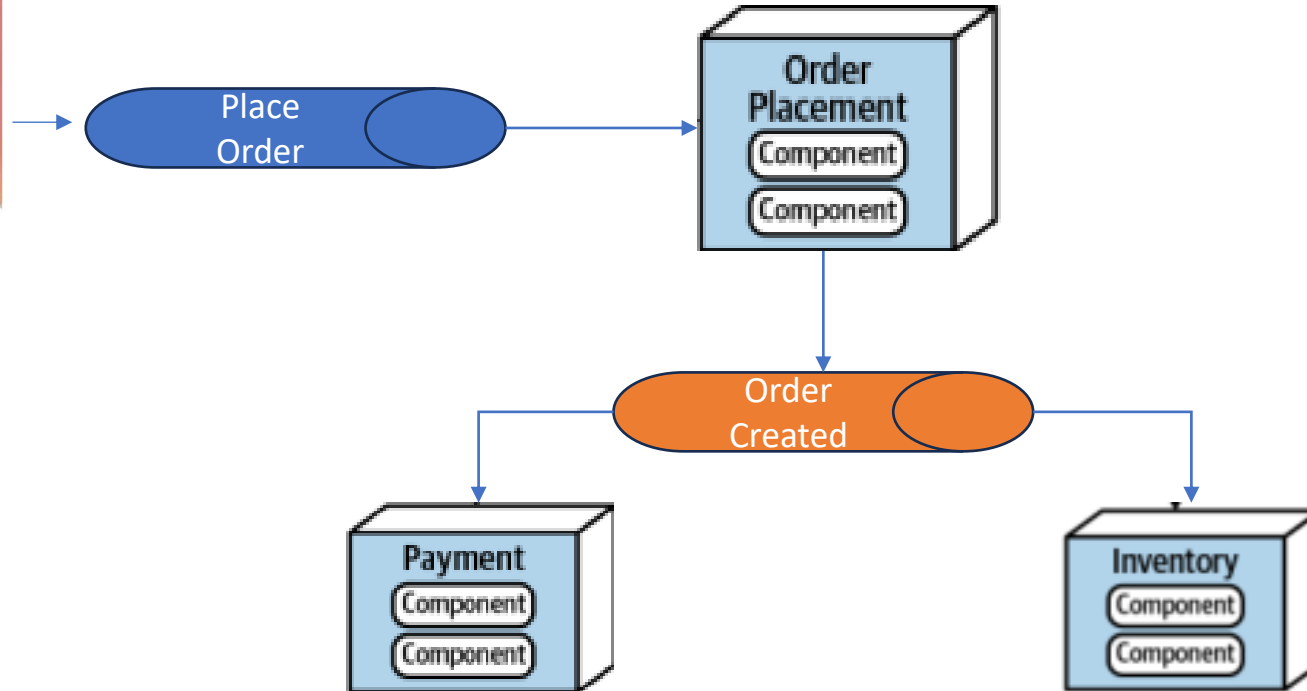 Place
Order
Order
Placement
Component
Component
Order
Created
Payment
Component
Component
Inventory
Component
Component